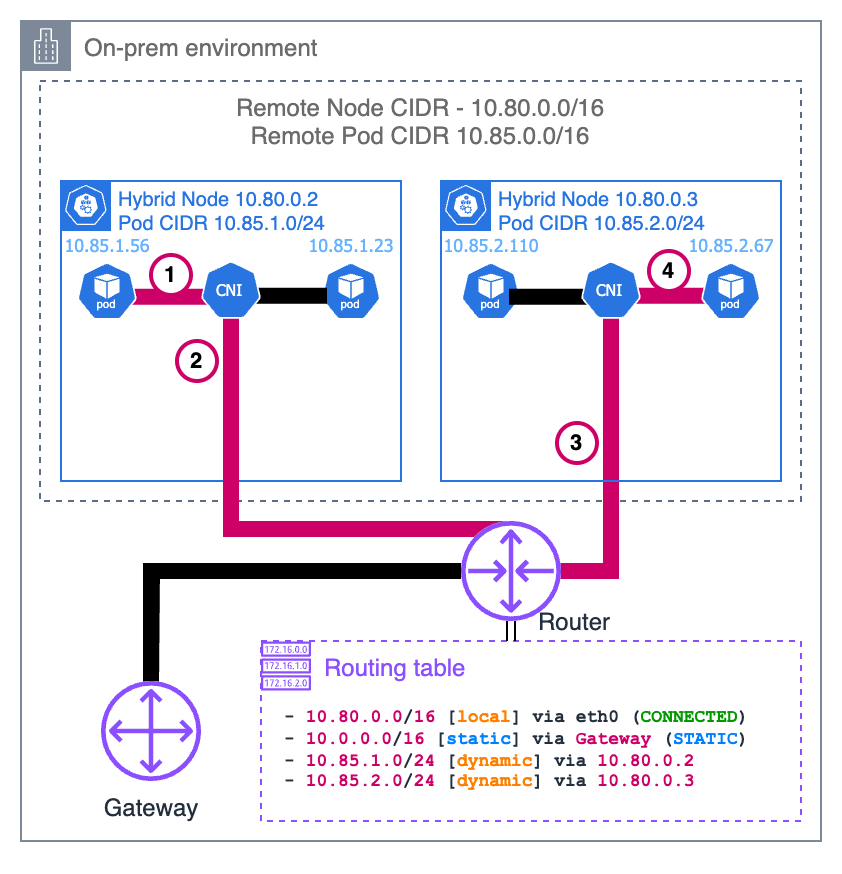 On-prem environment
Remote Node CIDR - 10.80.0.0/16
Remote Pod CIDR 10.85.0.0/16
Hybrid Node 10.80.0.2
Pod CIDR 10.85.1.0/24
10.85.1.56
10.85.1.23
1
pod
CNI
pod
2
Hybrid Node 10.80.0.3
Pod CIDR 10.85.2.0/24
10.85.2.110
10.85.2.67
4
pod
CNI
pod
3
Router
Gateway
172.16.0.0
172.16.1.0
172.16.2.0
Routing table
- 10.80.0.0/16 [local] via eth0 (CONNECTED)
- 10.0.0.0/16 [static] via Gateway (STATIC)
- 10.85.1.0/24 [dynamic] via 10.80.0.2
- 10.85.2.0/24 [dynamic] via 10.80.0.3